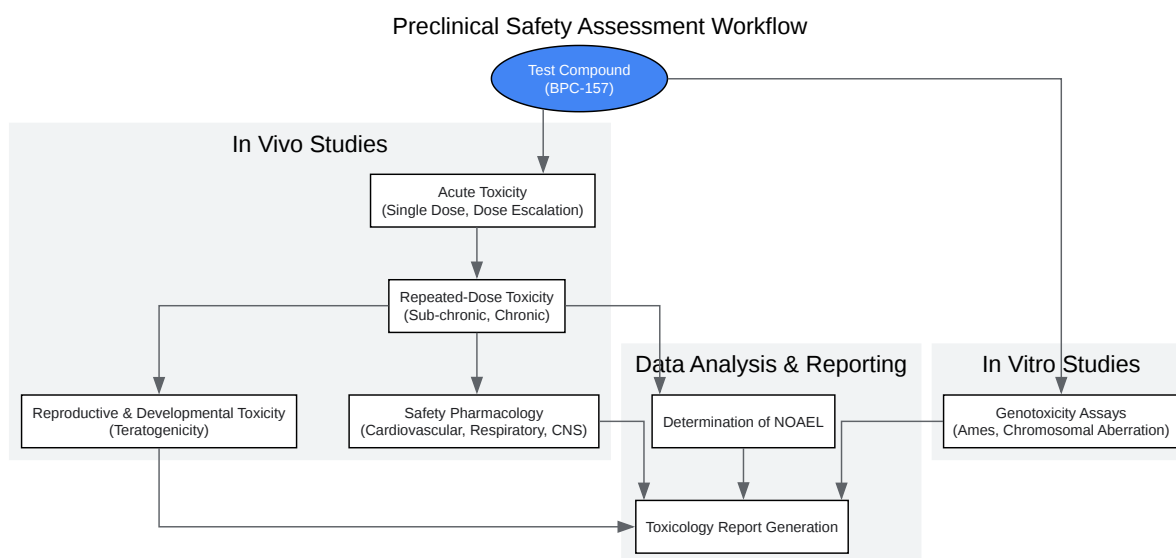 Preclinical Safety Assessment Workflow
Test Compound
(BPC-157)
In Vivo Studies
Acute Toxicity
(Single Dose, Dose Escalation)
Repeated-Dose Toxicity
(Sub-chronic, Chronic)
Data Analysis & Reporting
In Vitro Studies
Reproductive & Developmental Toxicity
(Teratogenicity)
Safety Pharmacology
(Cardiovascular, Respiratory, CNS)
Determination of NOAEL
Genotoxicity Assays
(Ames, Chromosomal Aberration)
Toxicology Report Generation